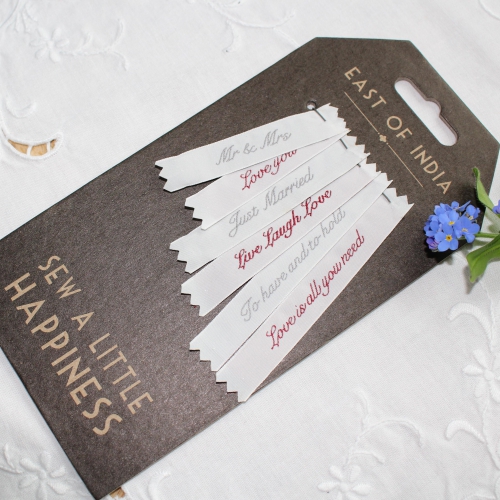 EAST OF INDIA
Mr & Mrs
Love you
Just Married
Live Laugh Love
To have and to hold
Love is all you need
SEW A LITTLE
HAPPINESS